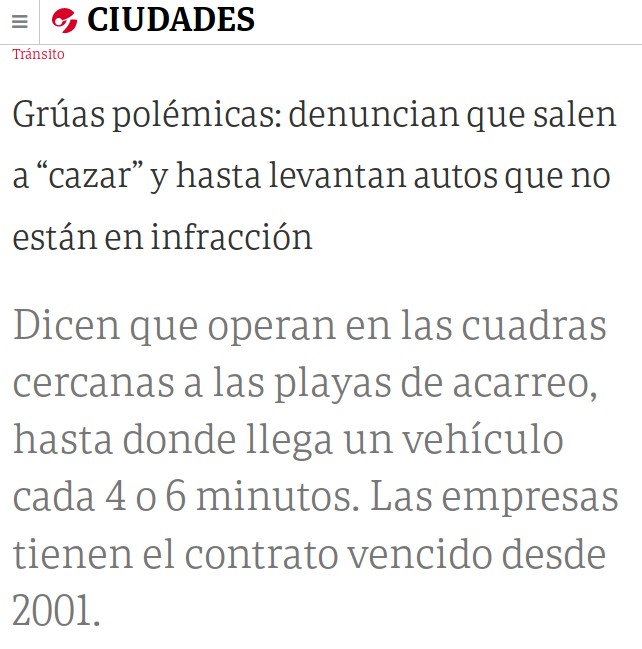 CIUDADES
Tránsito
Grúas polémicas: denuncian que salen
a “cazar” y hasta levantan autos que no
están en infracción
Dicen que operan en las cuadras
cercanas a las playas de acarreo,
hasta donde llega un vehículo
cada 4 o 6 minutos. Las empresas
tienen el contrato vencido desde
2001.